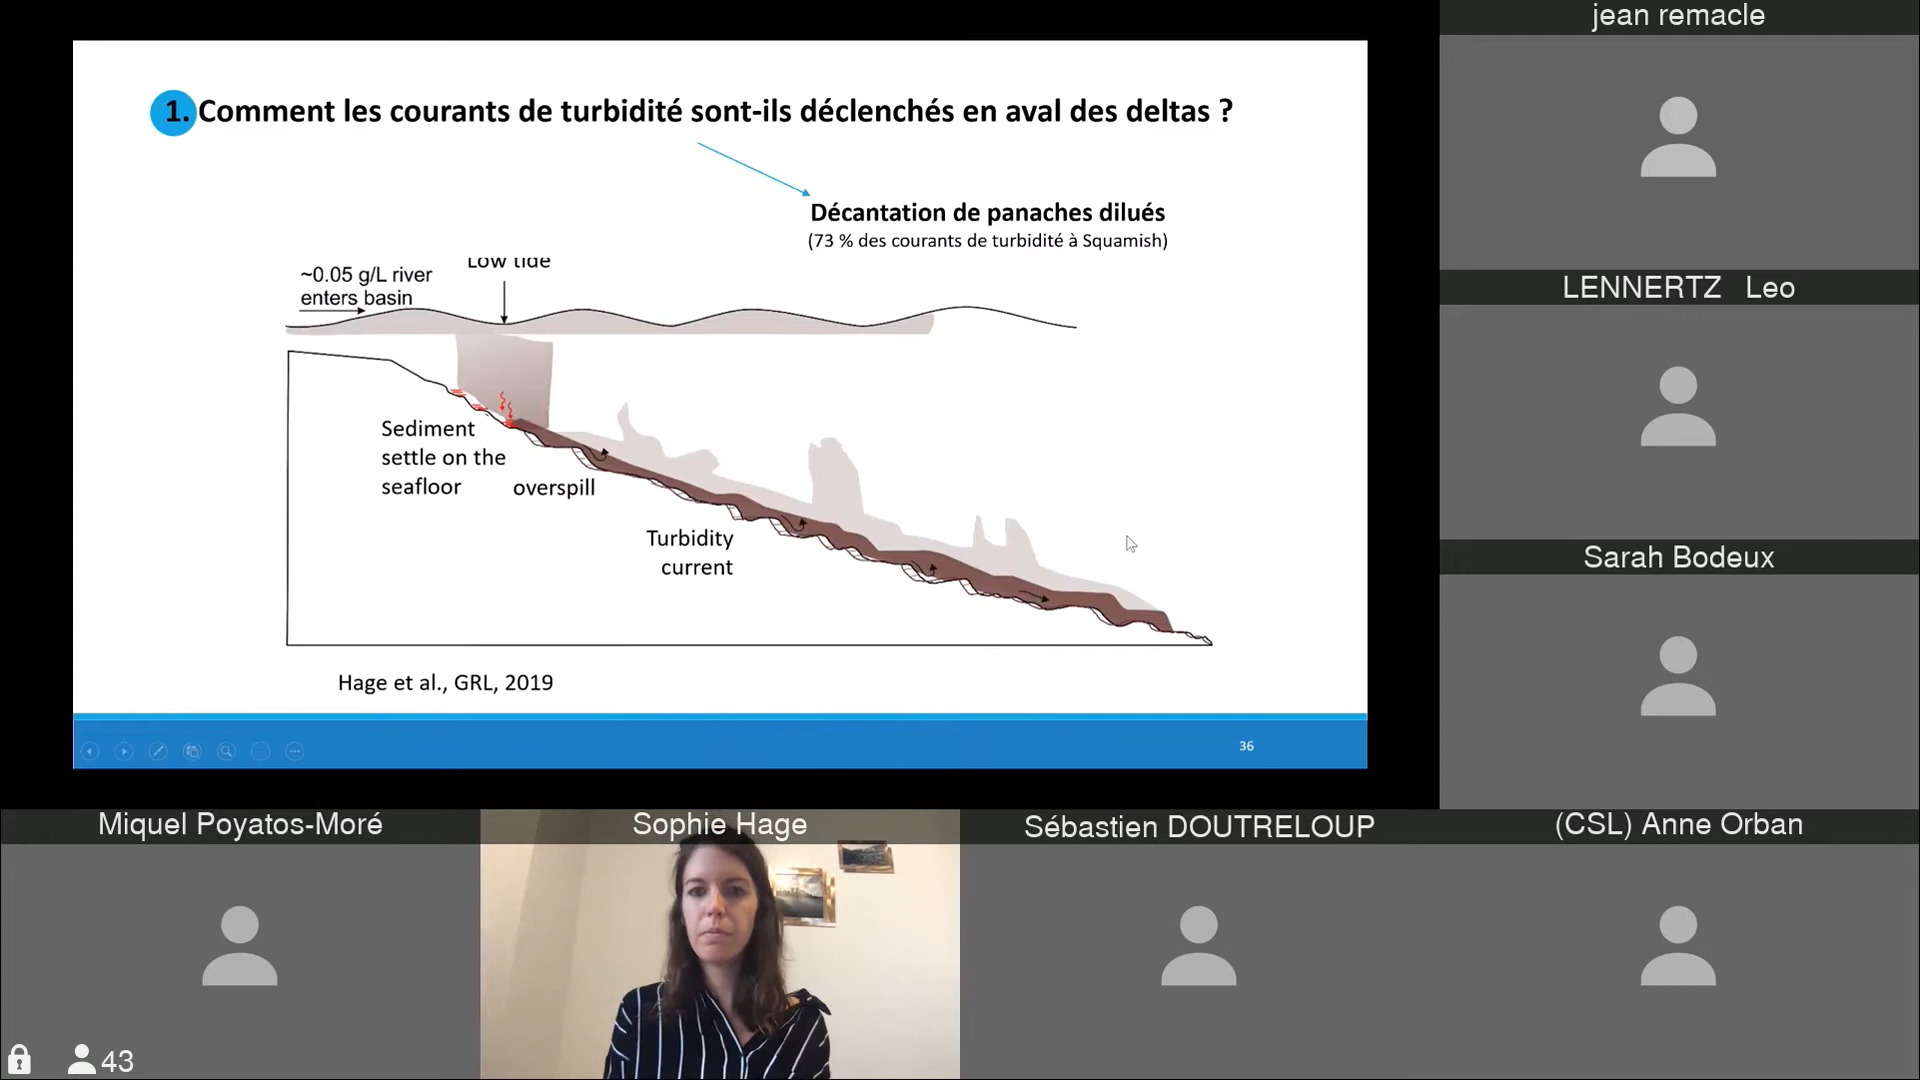 jean remacle
1. Comment les courants de turbidité sont-ils déclenchés en aval des deltas ?
Décantation de panaches dilués
(73 % des courants de turbidité à Squamish)
Low tide
~0.05 g/L river
enters basin
Sediment
settle on the
seafloor
overspill
Turbidity
current
Hage et al., GRL, 2019
36
LENNERTZ Leo
Sarah Bodeux
Miquel Poyatos-Moré
Sophie Hage
Sébastien DOUTRELOUP
(CSL) Anne Orban
43